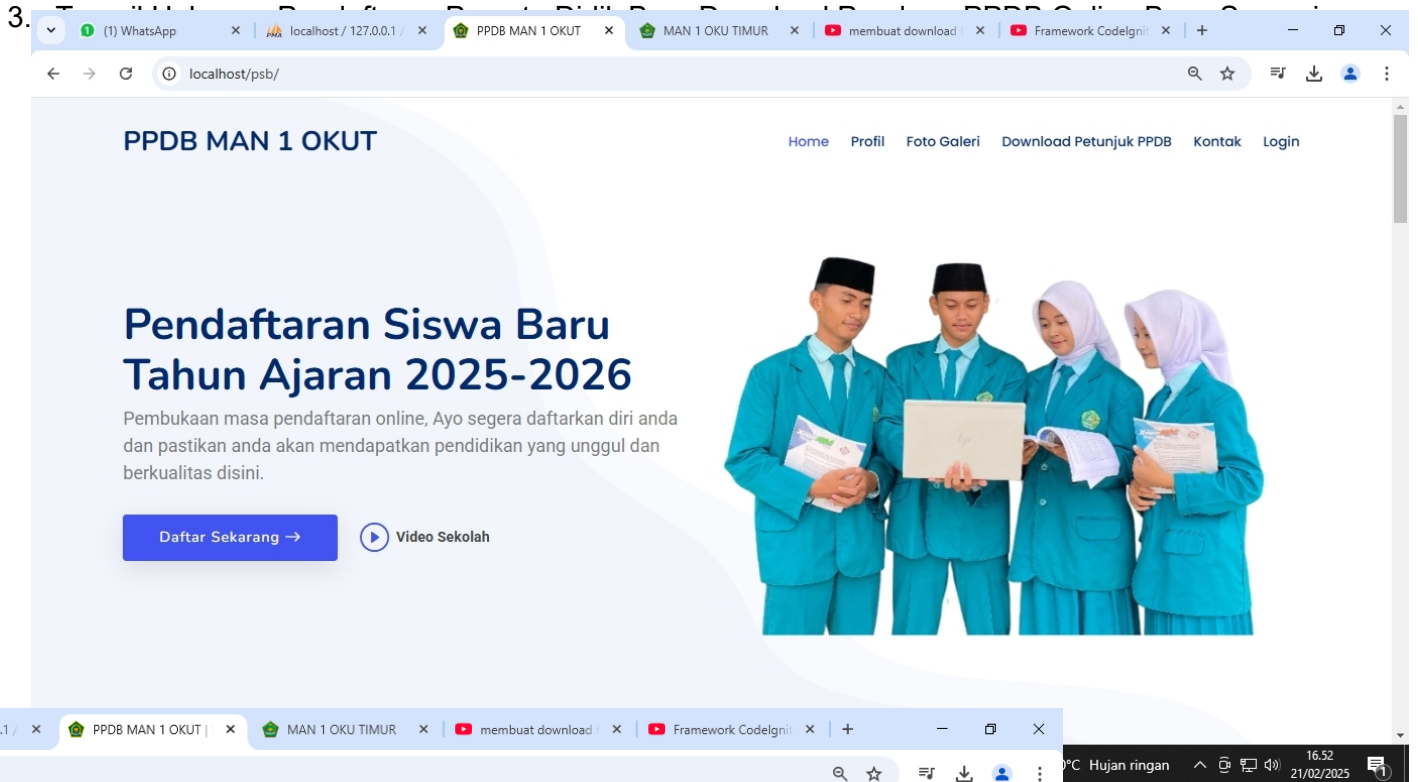 3.
(1) WhatsApp
localhost / 127.0.0.1 /
PPDB MAN 1 OKUT
MAN 1 OKU TIMUR
membuat download
Framework CodeIgnit
localhost/psb/
PPDB MAN 1 OKUT
Home Profil Foto Galeri Download Petunjuk PPDB Kontak Login
Pendaftaran Siswa Baru
Tahun Ajaran 2025-2026
Pembukaan masa pendaftaran online, Ayo segera daftarkan diri anda
dan pastikan anda akan mendapatkan pendidikan yang unggul dan
berkualitas disini.
Daftar Sekarang →
Video Sekolah
.1 /
PPDB MAN 1 OKUT |
MAN 1 OKU TIMUR
membuat download
Framework CodeIgnit
°C Hujan ringan
16.52
21/02/2025